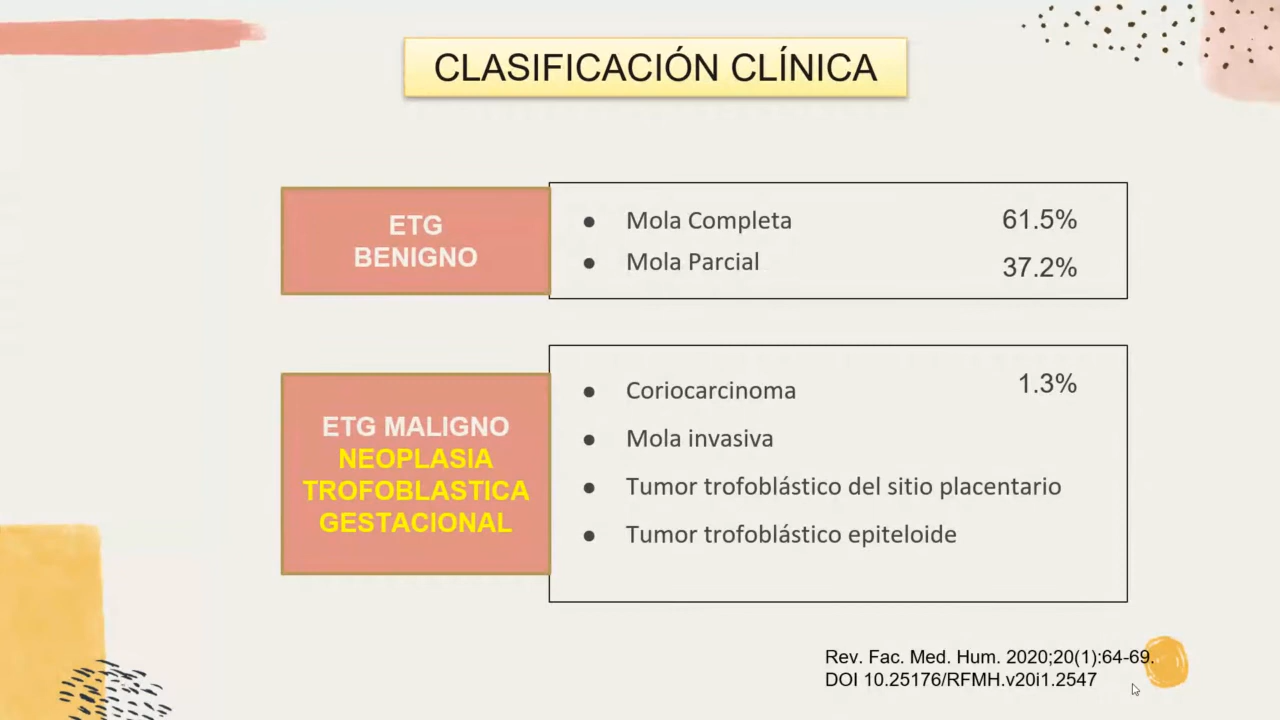 CLASIFICACIÓN CLÍNICA
ETG
BENIGNO
● Mola Completa 61.5%
● Mola Parcial 37.2%
ETG MALIGNO
NEOPLASIA
TROFOBLASTICA
GESTACIONAL
● Coriocarcinoma 1.3%
● Mola invasiva
● Tumor trofoblástico del sitio placentario
● Tumor trofoblástico epiteloide
Rev. Fac. Med. Hum. 2020;20(1):64-69.
DOI 10.25176/RFMH.v20i1.2547